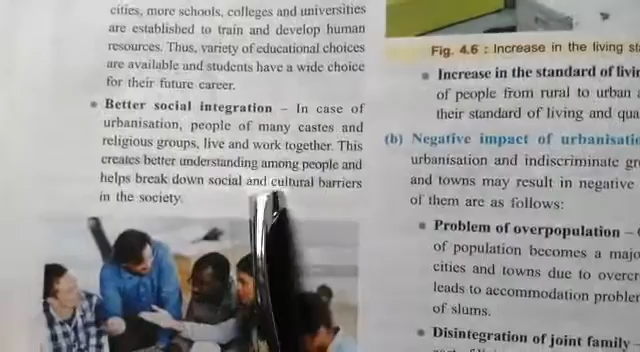 cities, more schools, colleges and universities
are established to train and develop human
resources. Thus, variety of educational choices
are available and students have a wide choice
for their future career.
• Better social integration – In case of
urbanisation, people of many castes and
religious groups, live and work together. This
creates better understanding among people and
helps break down social and cultural barriers
in the society.
Fig. 4.6 : Increase in the living
• Increase in the standard of
of people from rural to urban
their standard of living and
(b) Negative impact of
urbanisation and indiscriminate
and towns may result in negative
of them are as follows:
• Problem of overpopulation –
of population becomes a
cities and towns due to
leads to accommodation
of slums.
• Disintegration of joint family